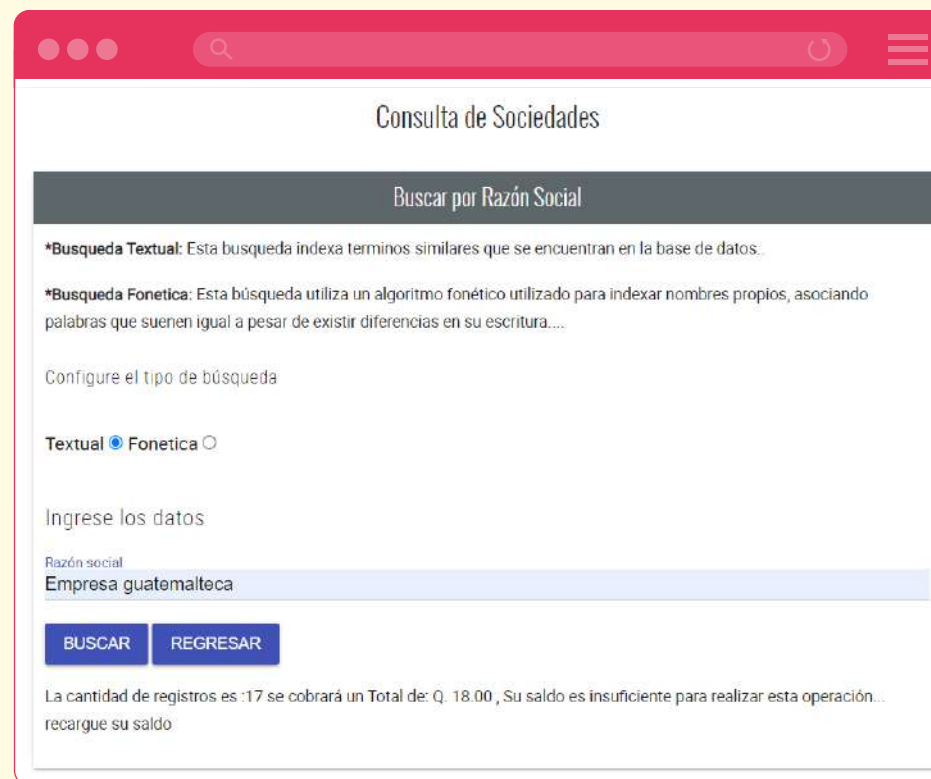 Consulta de Sociedades
Buscar por Razón Social
*Busqueda Textual: Esta busqueda indexa terminos similares que se encuentran en la base de datos..
*Busqueda Fonetica: Esta búsqueda utiliza un algoritmo fonético utilizado para indexar nombres propios, asociando
palabras que suenen igual a pesar de existir diferencias en su escritura....
Configure el tipo de búsqueda
Textual Fonetica
Ingrese los datos
Razón social
Empresa guatemalteca
BUSCAR REGRESAR
La cantidad de registros es :17 se cobrará un Total de: Q. 18.00 , Su saldo es insuficiente para realizar esta operación...
recargue su saldo